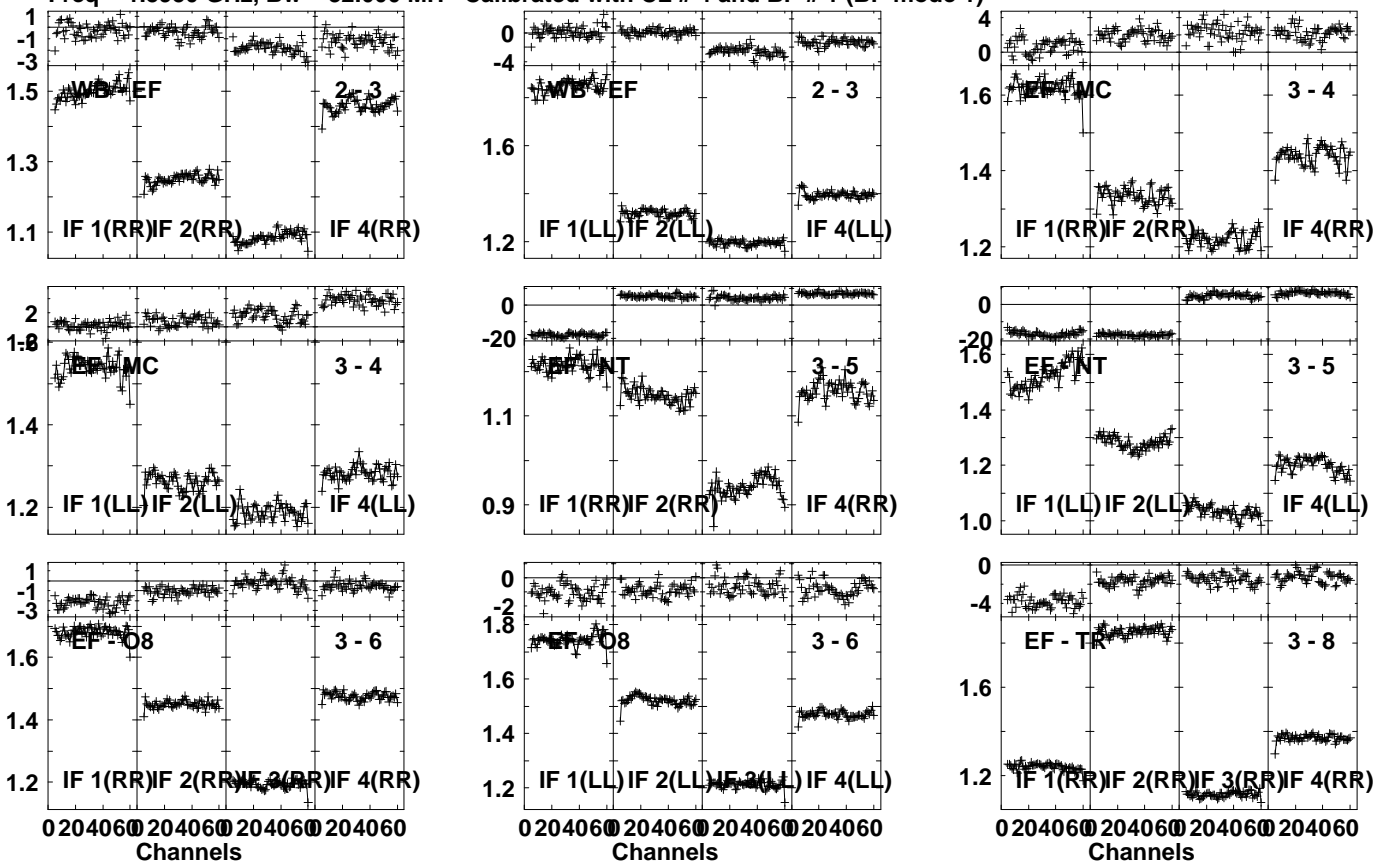 GHz, Calibrated with and mode
1
-1
-3
1.5
1.3
1.1
WB - EF 2 - 3
IF 1(RR) IF 2(RR) IF 4(RR)
0
-4
1.6
1.2
WB - EF 2 - 3
IF 1(LL) IF 2(LL) IF 4(LL)
4
2
0
1.6
1.4
1.2
EF - MC 3 - 4
IF 1(RR) IF 2(RR) IF 4(RR)
2
-2
1.4
1.2
EF - MC 3 - 4
IF 1(LL) IF 2(LL) IF 4(LL)
0
-20
1.1
0.9
EF - NT 3 - 5
IF 1(RR) IF 2(RR) IF 4(RR)
0
-20
1.6
1.4
1.2
1.0
EF - NT 3 - 5
IF 1(LL) IF 2(LL) IF 4(LL)
1
-1
-3
1.6
1.4
1.2
EF - O8 3 - 6
IF 1(RR) IF 2(RR) IF 3(RR) IF 4(RR)
0 20 40 60 0 20 40 60 0 20 40 60 0 20 40 60
Channels
0
-2
1.8
1.6
1.4
1.2
EF - O8 3 - 6
IF 1(LL) IF 2(LL) IF 3(LL) IF 4(LL)
0 20 40 60 0 20 40 60 0 20 40 60 0 20 40 60
Channels
0
-4
1.6
1.2
EF - TR 3 - 8
IF 1(RR) IF 2(RR) IF 3(RR) IF 4(RR)
0 20 40 60 0 20 40 60 0 20 40 60 0 20 40 60
Channels